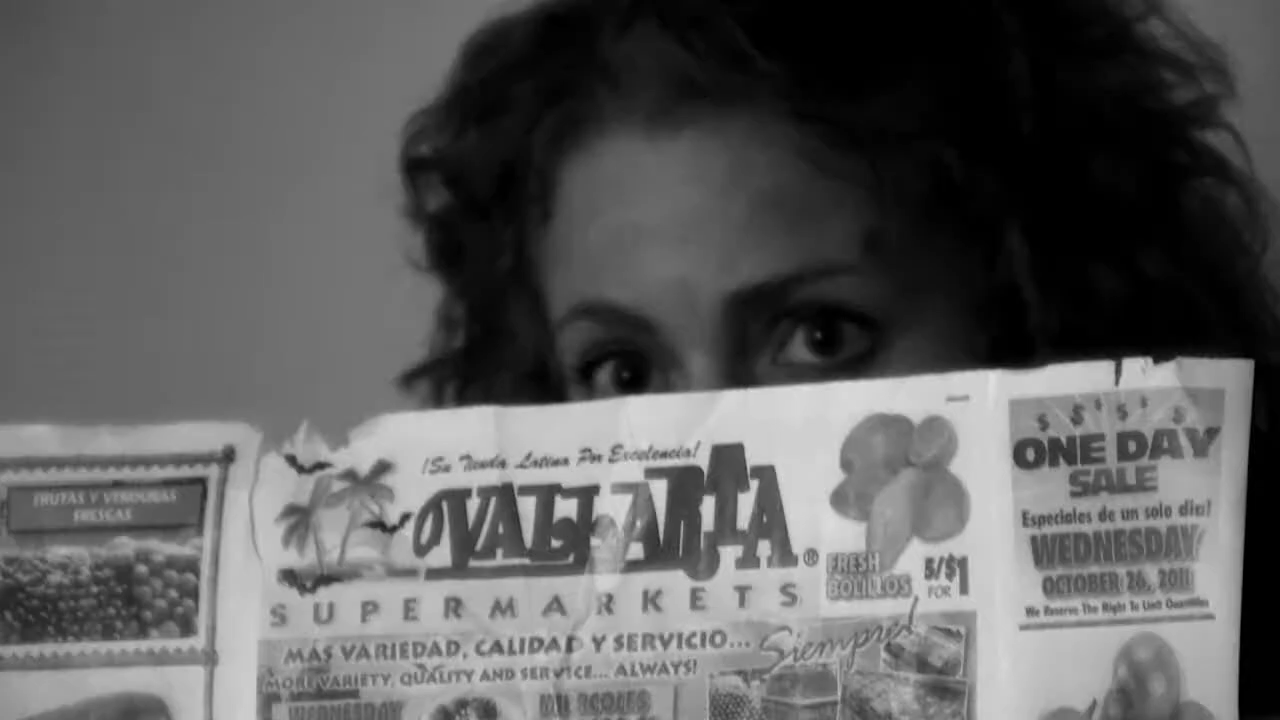 FRUTAS Y VERDURAS
FRESCAS
¡Su Tienda Latina Por Excelencia!
VALLARTA®
SUPERMARKETS
MAS VARIEDAD, CALIDAD Y SERVICIO... Siempre!
MORE VARIETY, QUALITY AND SERVICE... ALWAYS!
WEDNESDAY
MIERCOLES
FRESH
BOLILLOS
5/$1
FOR
$ $ $ $ $
ONE DAY
SALE
Especiales de un solo dia!
WEDNESDAY
OCTOBER 26, 2011
We Reserve The Right To Limit Quantities